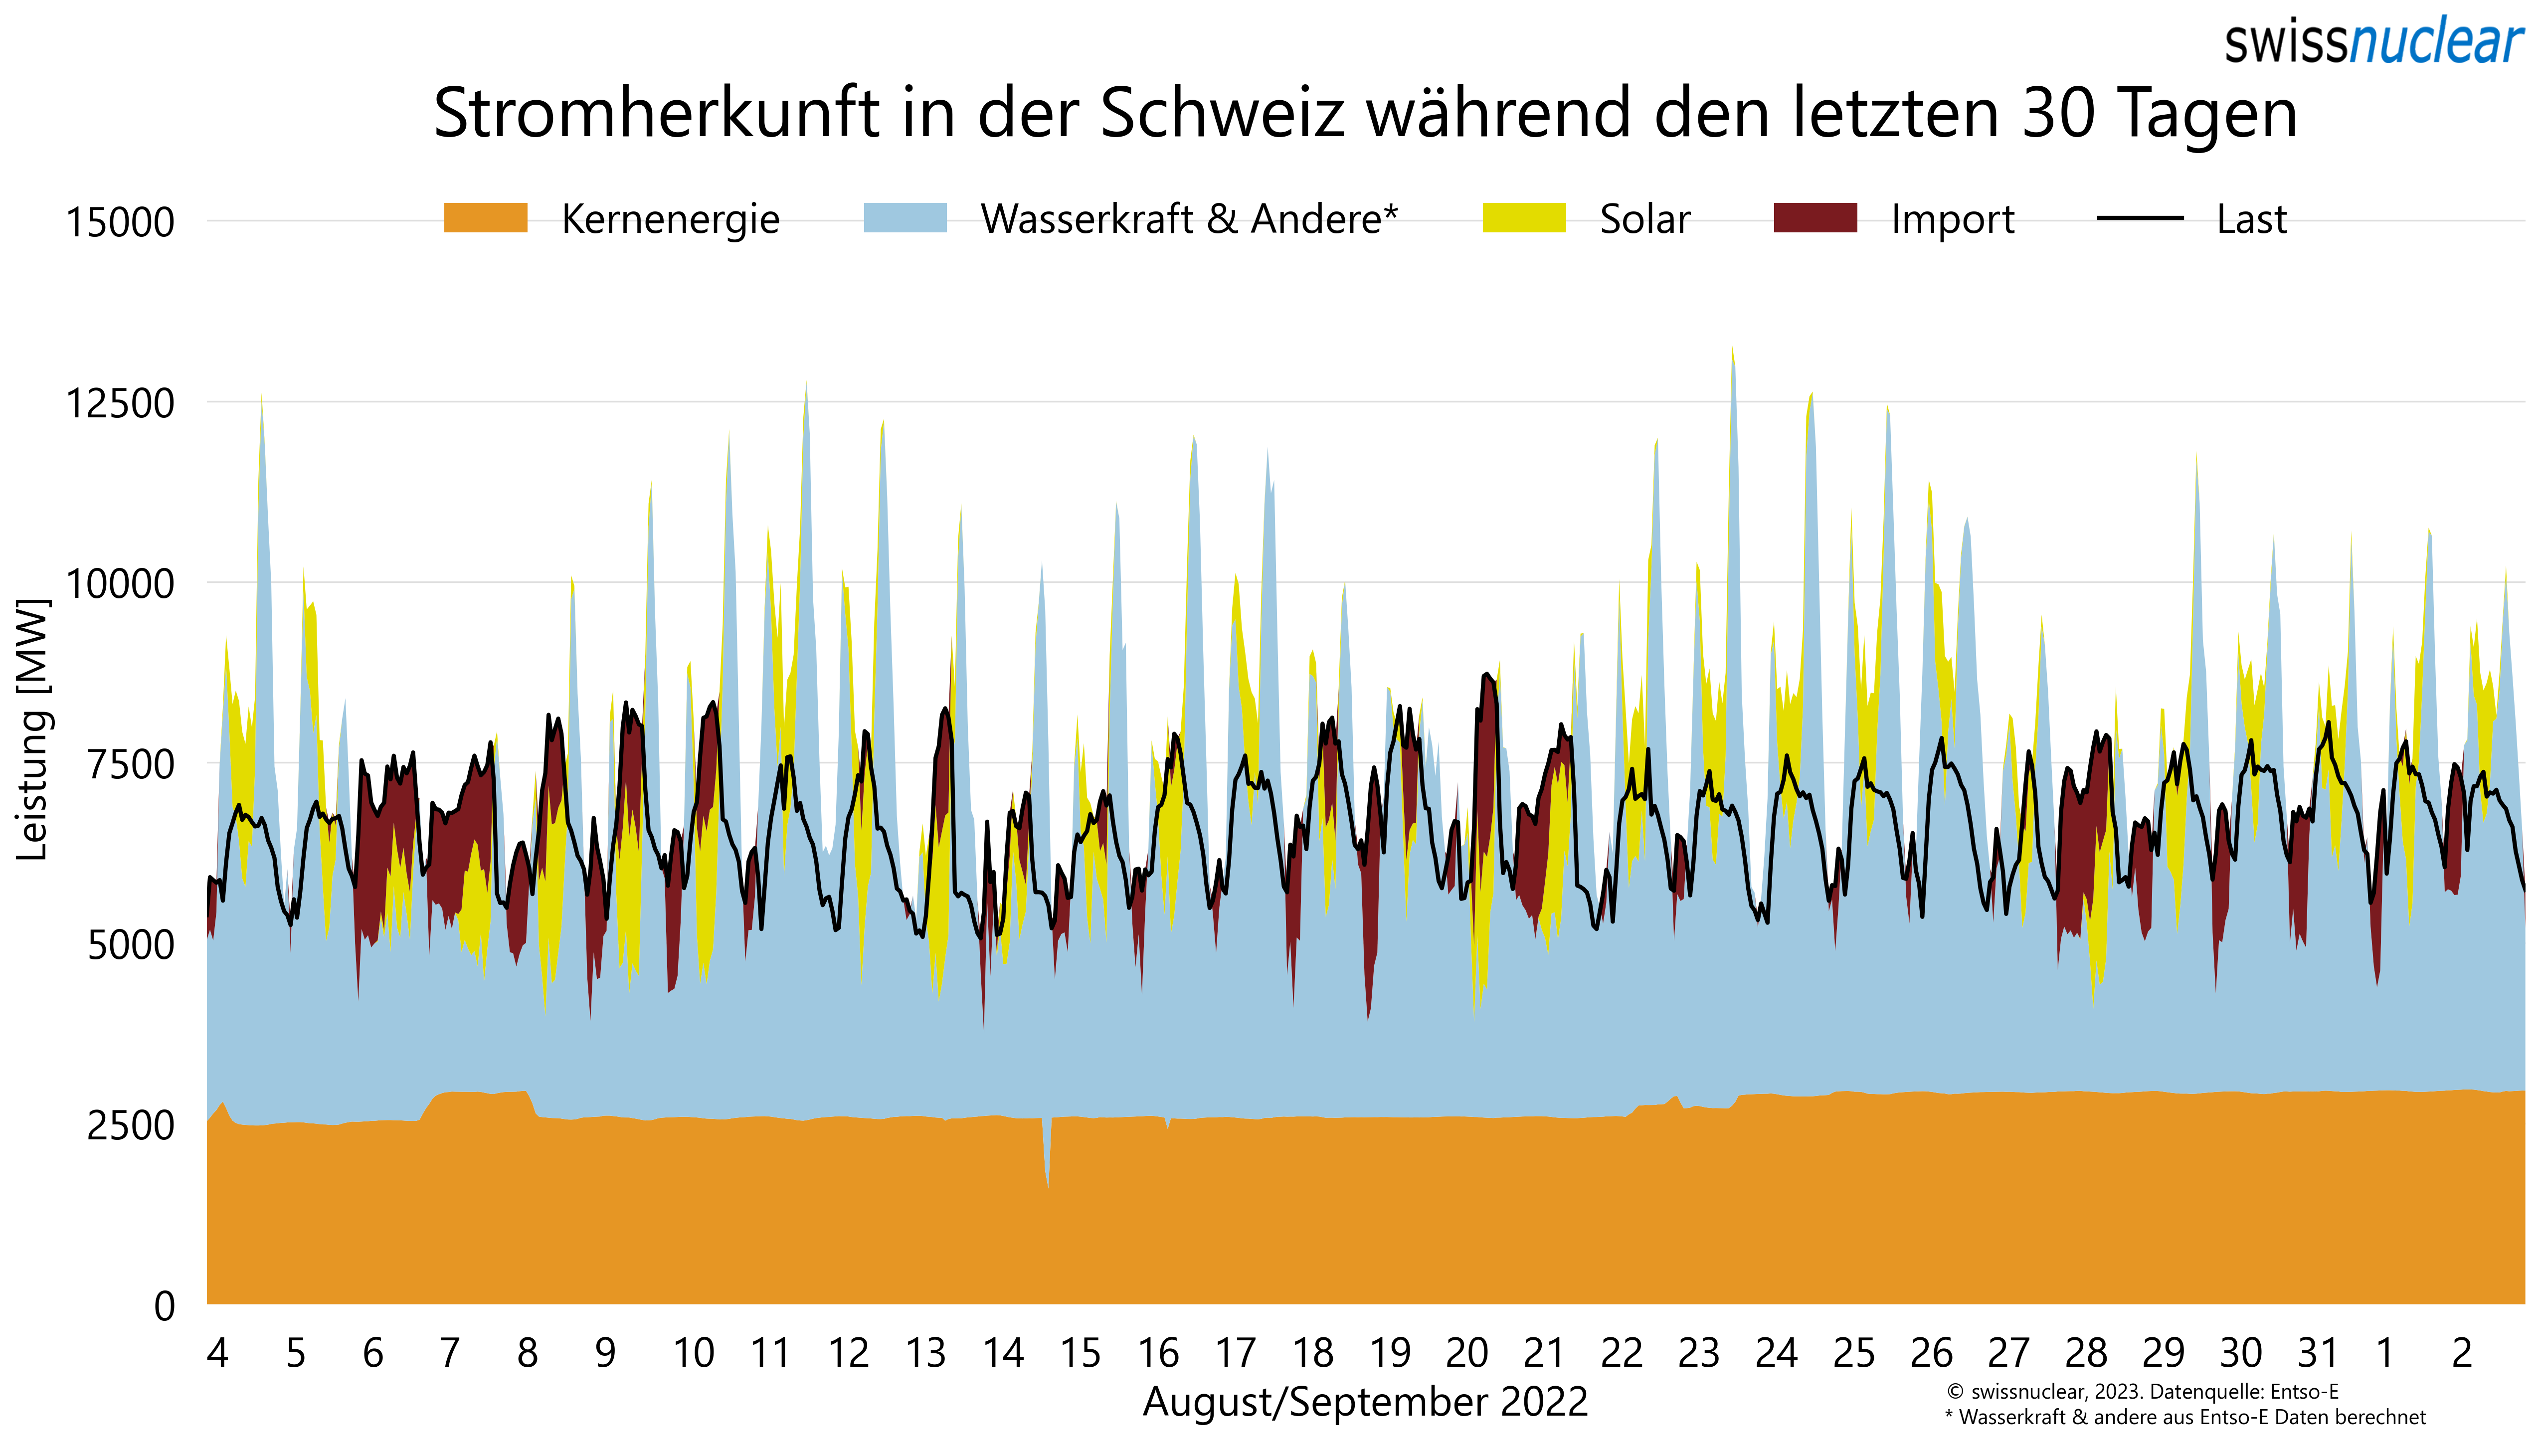 swissnuclear
Stromherkunft in der Schweiz während den letzten 30 Tagen
Kernenergie Wasserkraft & Andere* Solar Import Last
15000
12500
10000
7500
5000
2500
0
Leistung [MW]
4 5 6 7 8 9 10 11 12 13 14 15 16 17 18 19 20 21 22 23 24 25 26 27 28 29 30 31 1 2
August/September 2022
© swissnuclear, 2023. Datenquelle: Entso-E
* Wasserkraft & andere aus Entso-E Daten berechnet